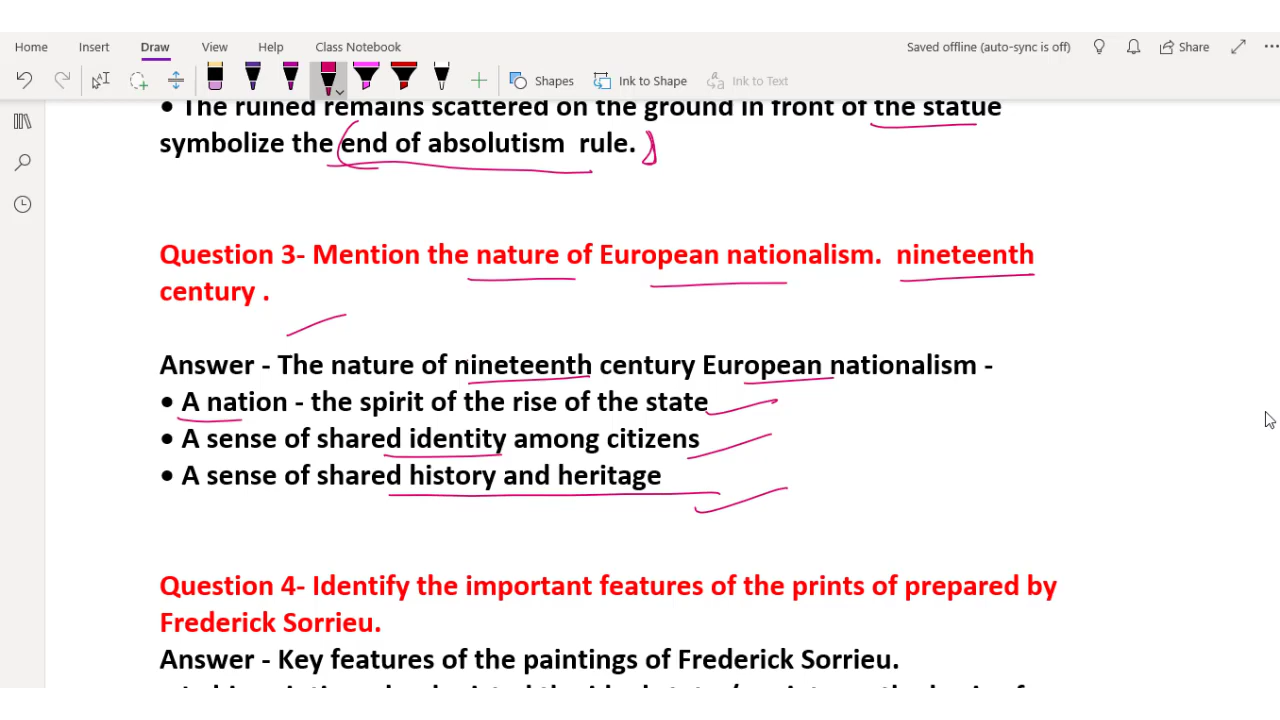 Home Insert Draw View Help Class Notebook Saved offline (auto-sync is off) Share
Shapes Ink to Shape Ink to Text
• The ruined remains scattered on the ground in front of the statue
symbolize the end of absolutism rule.
Question 3- Mention the nature of European nationalism. nineteenth
century .
Answer - The nature of nineteenth century European nationalism -
• A nation - the spirit of the rise of the state
• A sense of shared identity among citizens
• A sense of shared history and heritage
Question 4- Identify the important features of the prints of prepared by
Frederick Sorrieu.
Answer - Key features of the paintings of Frederick Sorrieu.